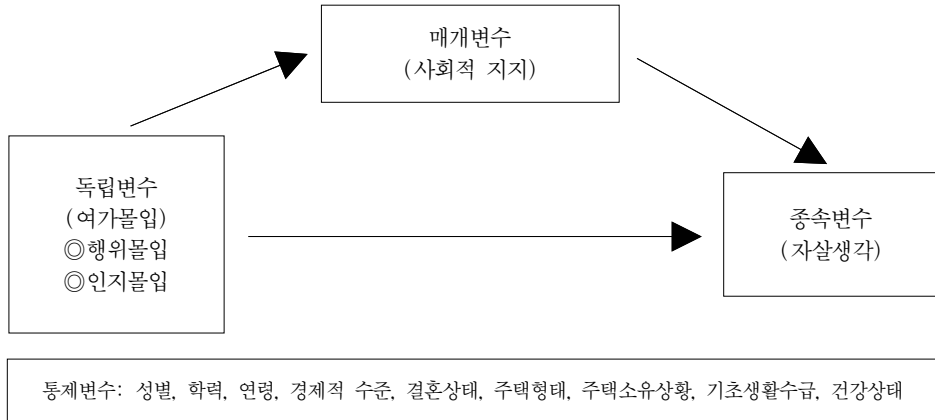 매개변수
(사회적 지지)
독립변수
(여가몰입)
◎행위몰입
◎인지몰입
종속변수
(자살생각)
통제변수: 성별, 학력, 연령, 경제적 수준, 결혼상태, 주택형태, 주택소유상황, 기초생활수급, 건강상태